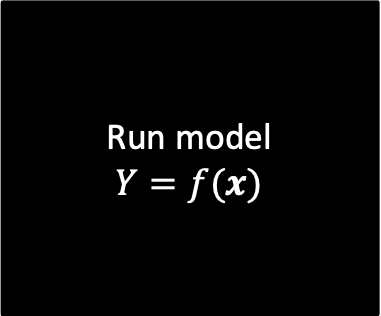 Run model
Y = f(x)